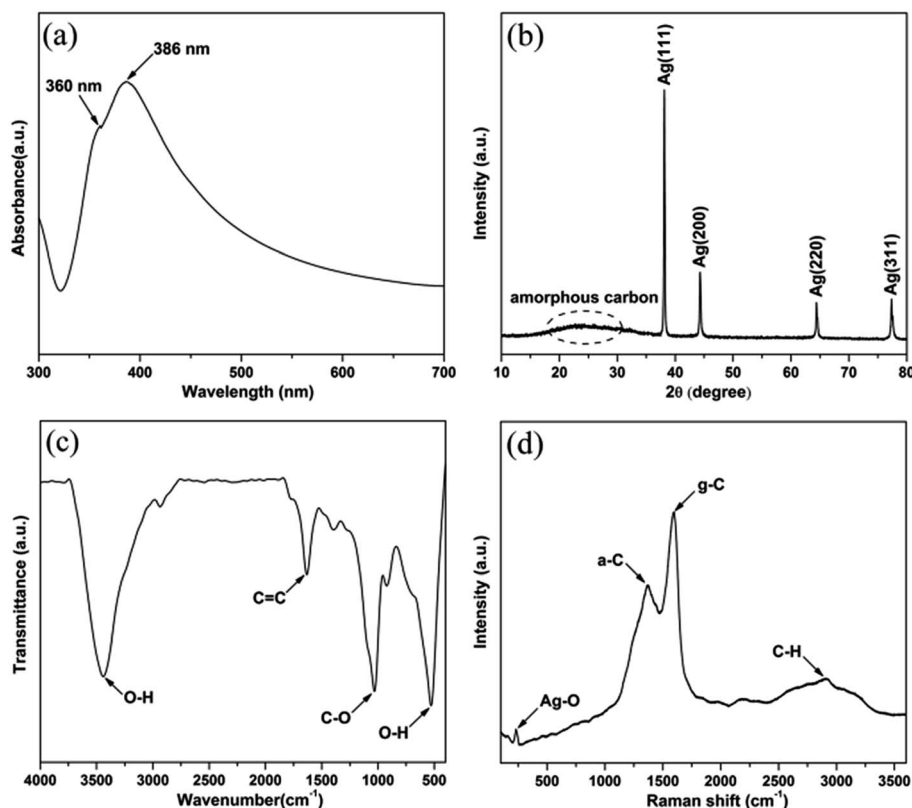 (a)
386 nm
360 nm
Absorbance(a.u.)
300 400 500 600 700
Wavelength (nm)
(b)
Ag(111)
Ag(200)
Ag(220)
Ag(311)
amorphous carbon
Intensity (a.u.)
10 20 30 40 50 60 70 80
2θ (degree)
(c)
C=C
O-H
C-O
O-H
Transmittance (a.u.)
4000 3500 3000 2500 2000 1500 1000 500
Wavenumber(cm⁻¹)
(d)
g-C
a-C
C-H
Ag-O
Intensity (a.u.)
500 1000 1500 2000 2500 3000 3500
Raman shift (cm⁻¹)